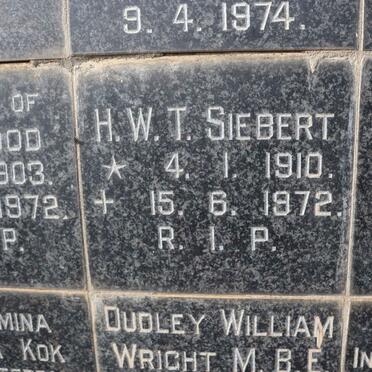 9. 4. 1974.
OF
OOD
903.
1972.
P.
H. W. T. SIEBERT
* 4. 1. 1910.
+ 15. 6. 1972.
R. I. P.
MINA
KOK
DUDLEY WILLIAM
WRIGHT M.B.E.
IN